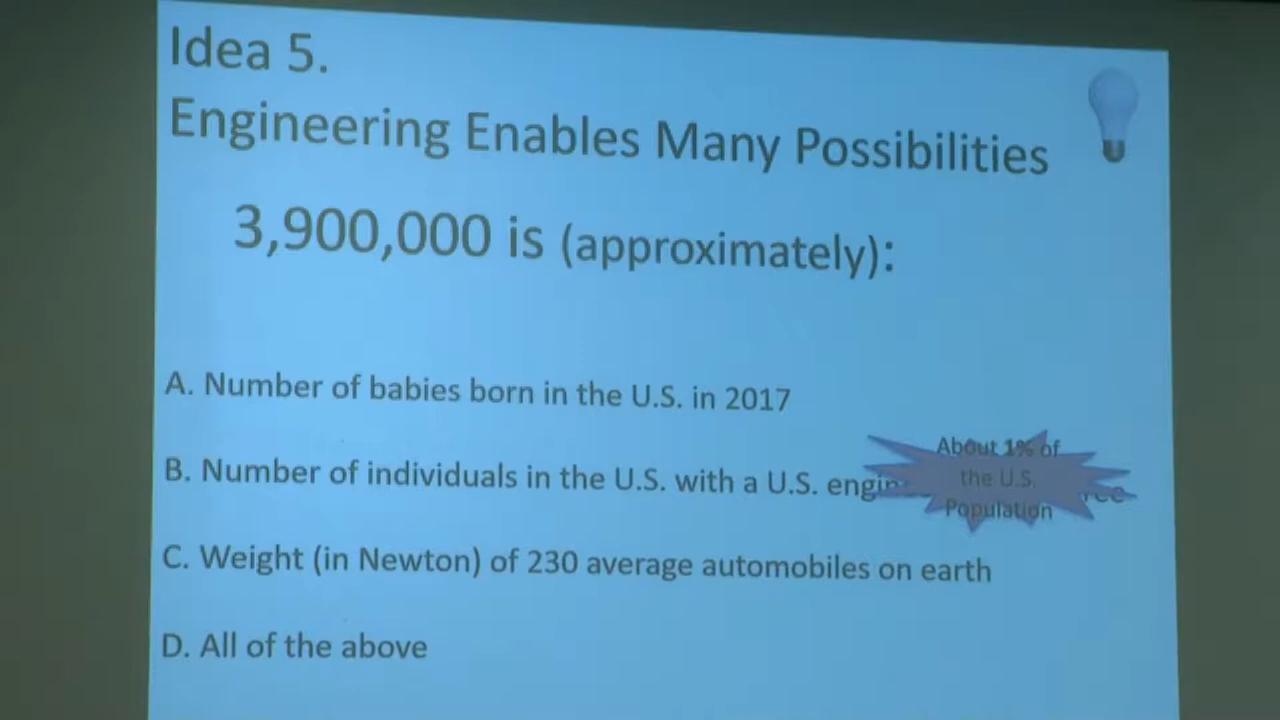 Idea 5.
Engineering Enables Many Possibilities
3,900,000 is (approximately):
A. Number of babies born in the U.S. in 2017
B. Number of individuals in the U.S. with a U.S.
About 1% of
the U.S.
Population
C. Weight (in Newton) of 230 average automobiles on earth
D. All of the above